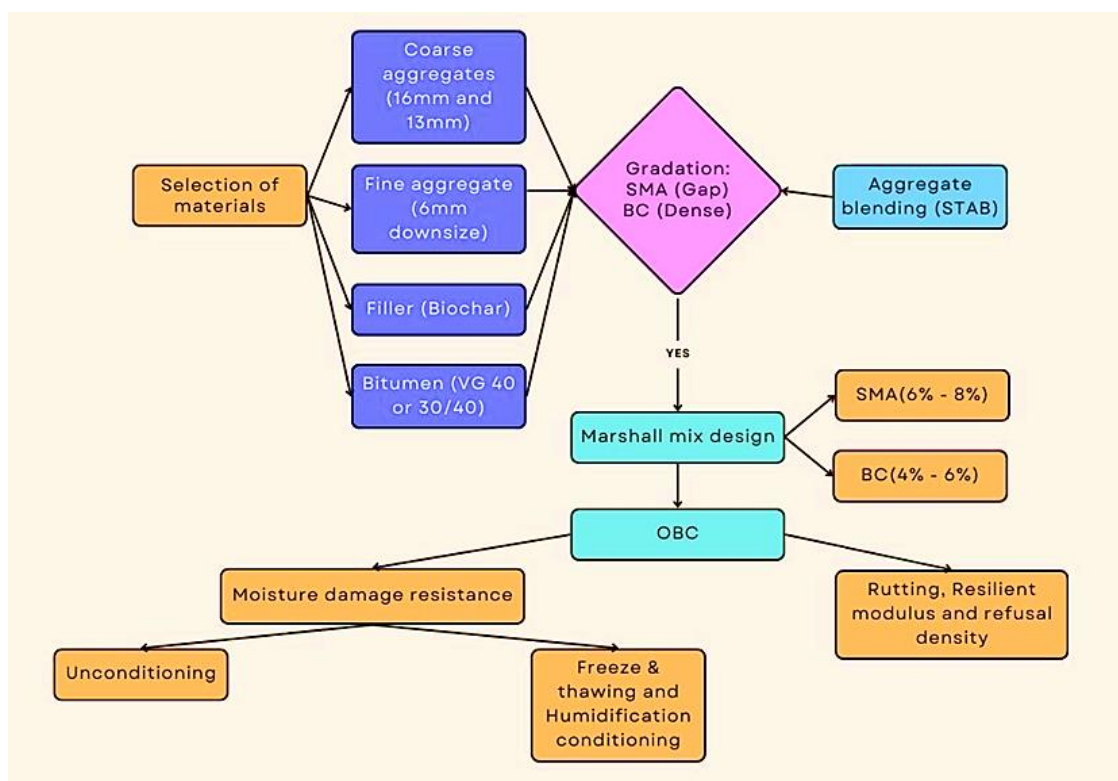 Coarse
aggregates
(16mm and
13mm)
Selection of
materials
Fine aggregate
(6mm
downsize)
Filler (Biochar)
Bitumen (VG 40
or 30/40)
Gradation:
SMA (Gap)
BC (Dense)
Aggregate
blending (STAB)
YES
Marshall mix design
SMA(6% - 8%)
BC(4% - 6%)
OBC
Moisture damage resistance
Rutting, Resilient
modulus and refusal
density
Unconditioning
Freeze &
thawing and
Humidification
conditioning